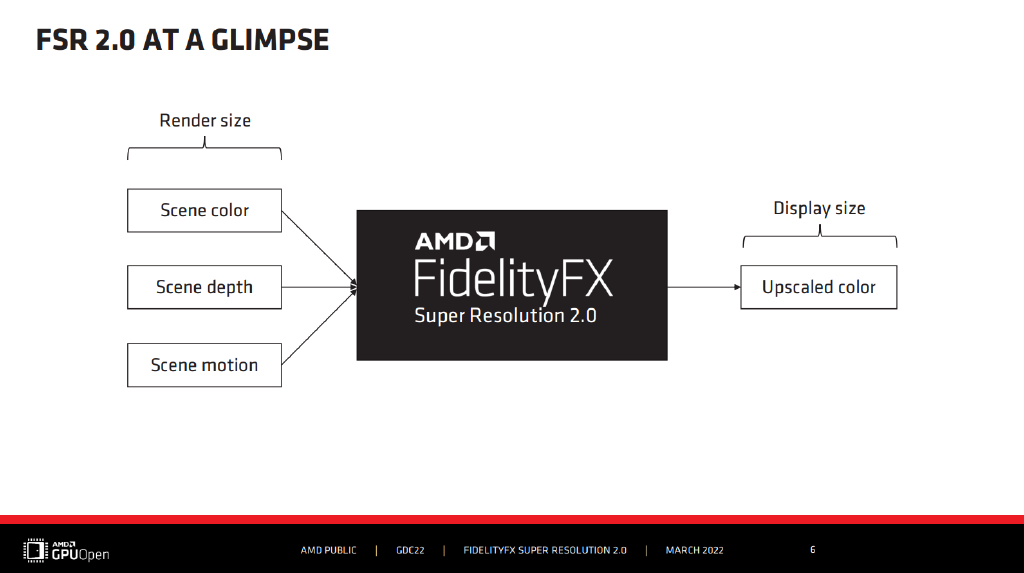 FSR 2.0 AT A GLIMPSE
Render size
Scene color
Scene depth
Scene motion
AMD
FidelityFX
Super Resolution 2.0
Display size
Upscaled color
AMD
GPUOpen
AMD PUBLIC | GDC22 | FIDELITYFX SUPER RESOLUTION 2.0 | MARCH 2022
6